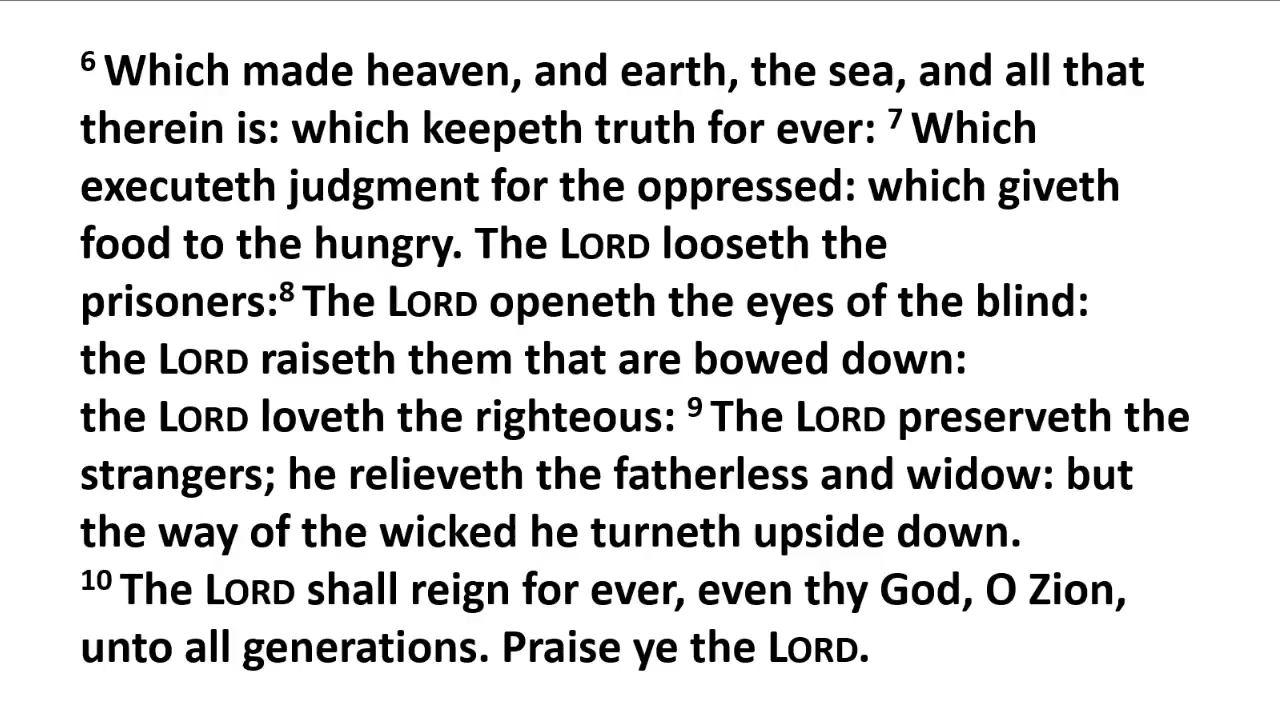 6 Which made heaven, and earth, the sea, and all that
therein is: which keepeth truth for ever: 7 Which
executeth judgment for the oppressed: which giveth
food to the hungry. The LORD looseth the
prisoners:8 The LORD openeth the eyes of the blind:
the LORD raiseth them that are bowed down:
the LORD loveth the righteous: 9 The LORD preserveth the
strangers; he relieveth the fatherless and widow: but
the way of the wicked he turneth upside down.
10 The LORD shall reign for ever, even thy God, O Zion,
unto all generations. Praise ye the LORD.